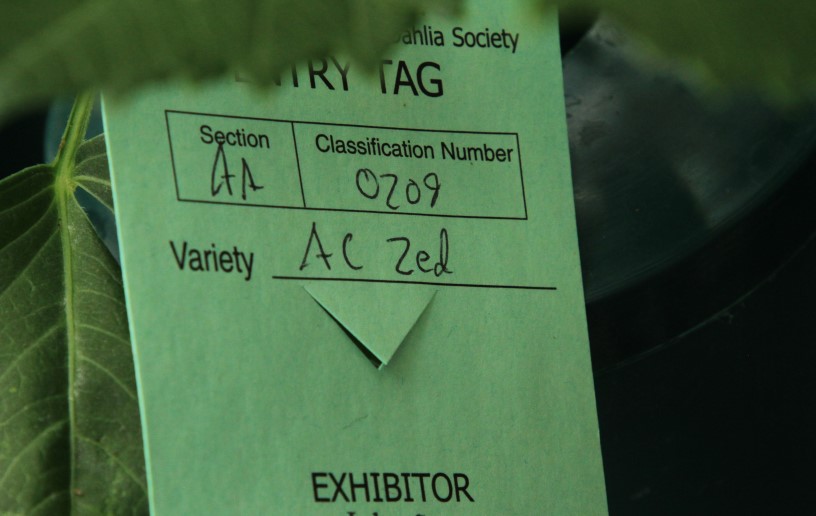 Dahlia Society
ENTRY TAG
Section Classification Number
AA 0209
Variety AC Zed
EXHIBITOR